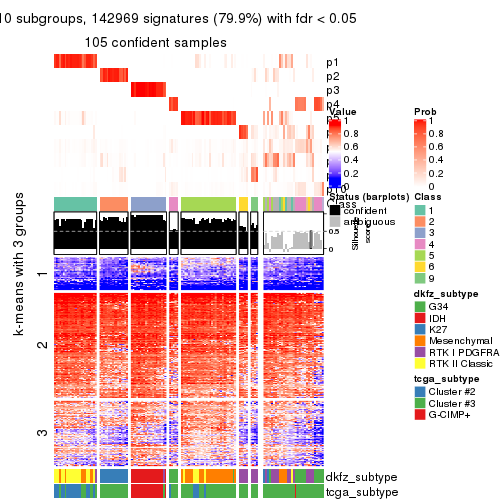 10 subgroups, 142969 signatures (79.9%) with fdr < 0.05
105 confident samples
p1
p2
p3
p4
Value
1
0.8
0.6
0.4
0.2
0
Prob
1
0.8
0.6
0.4
0.2
0
Class
Status (barplots)
confident
ambiguous
0.5
0
Silhouette
score
Class
1
2
3
4
5
6
9
k-means with 3 groups
1
2
3
dkfz_subtype
G34
IDH
K27
Mesenchymal
RTK I PDGFRA
RTK II Classic
tcga_subtype
Cluster #2
Cluster #3
G-CIMP+
dkfz_subtype
tcga_subtype